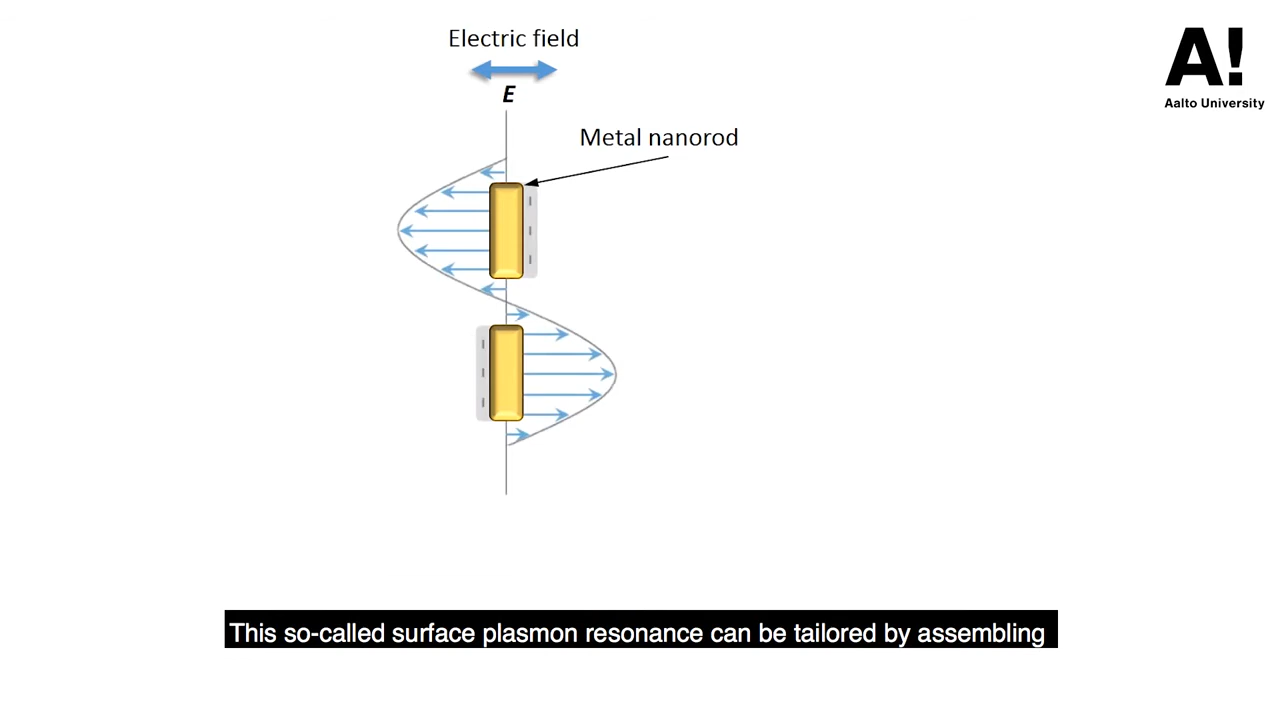 Electric field
E
Metal nanorod
A!
Aalto University
This so-called surface plasmon resonance can be tailored by assembling